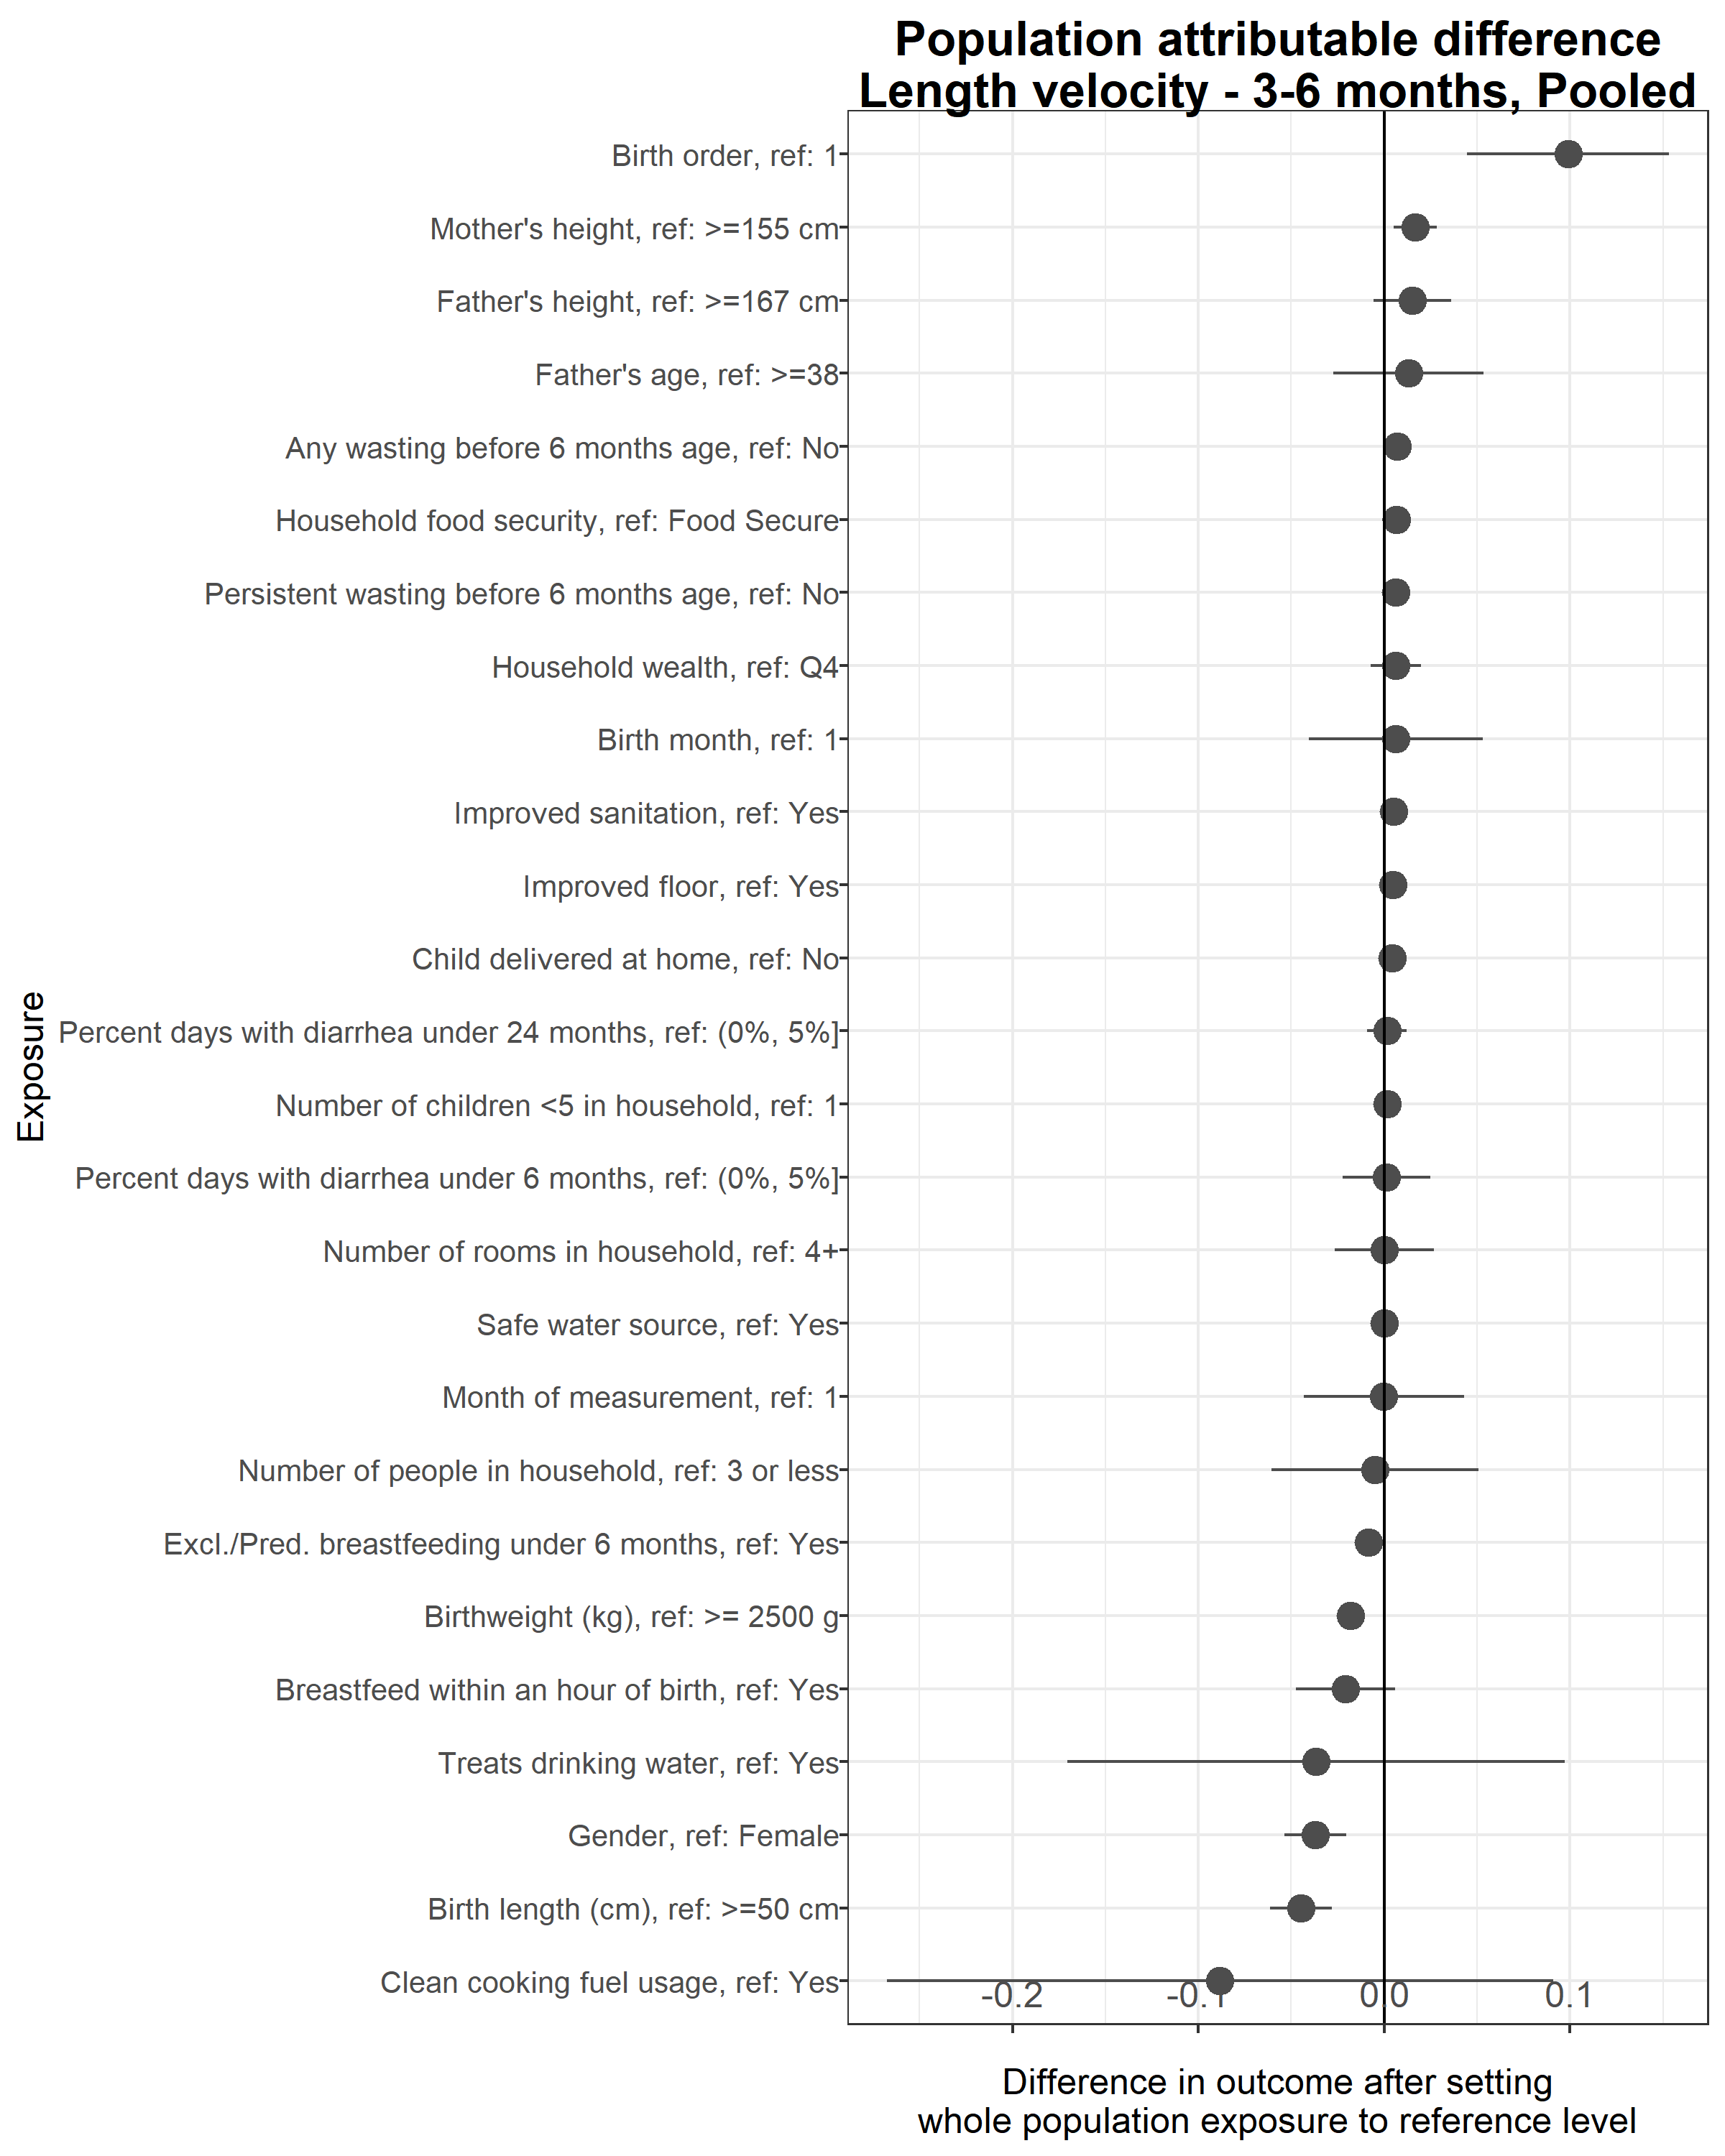 Population attributable difference
Length velocity - 3-6 months, Pooled
Birth order, ref: 1
Mother's height, ref: >=155 cm
Father's height, ref: >=167 cm
Father's age, ref: >=38
Any wasting before 6 months age, ref: No
Household food security, ref: Food Secure
Persistent wasting before 6 months age, ref: No
Household wealth, ref: Q4
Birth month, ref: 1
Improved sanitation, ref: Yes
Improved floor, ref: Yes
Child delivered at home, ref: No
Exposure
Percent days with diarrhea under 24 months, ref: (0%, 5%]
Number of children <5 in household, ref: 1
Percent days with diarrhea under 6 months, ref: (0%, 5%]
Number of rooms in household, ref: 4+
Safe water source, ref: Yes
Month of measurement, ref: 1
Number of people in household, ref: 3 or less
Excl./Pred. breastfeeding under 6 months, ref: Yes
Birthweight (kg), ref: >= 2500 g
Breastfeed within an hour of birth, ref: Yes
Treats drinking water, ref: Yes
Gender, ref: Female
Birth length (cm), ref: >=50 cm
Clean cooking fuel usage, ref: Yes
-0.2 -0.1 0.0 0.1
Difference in outcome after setting
whole population exposure to reference level